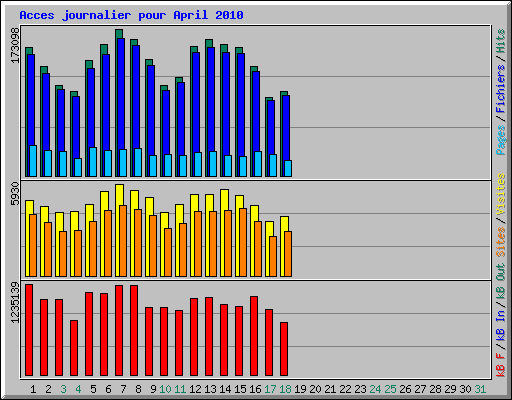 Acces journalier pour April 2010
173098
5930
1235139
Pages/Fichiers/Hits
Sites/Visites
kB F/kB In/kB Out
1 2 3 4 5 6 7 8 9 10 11 12 13 14 15 16 17 18 19 20 21 22 23 24 25 26 27 28 29 30 31